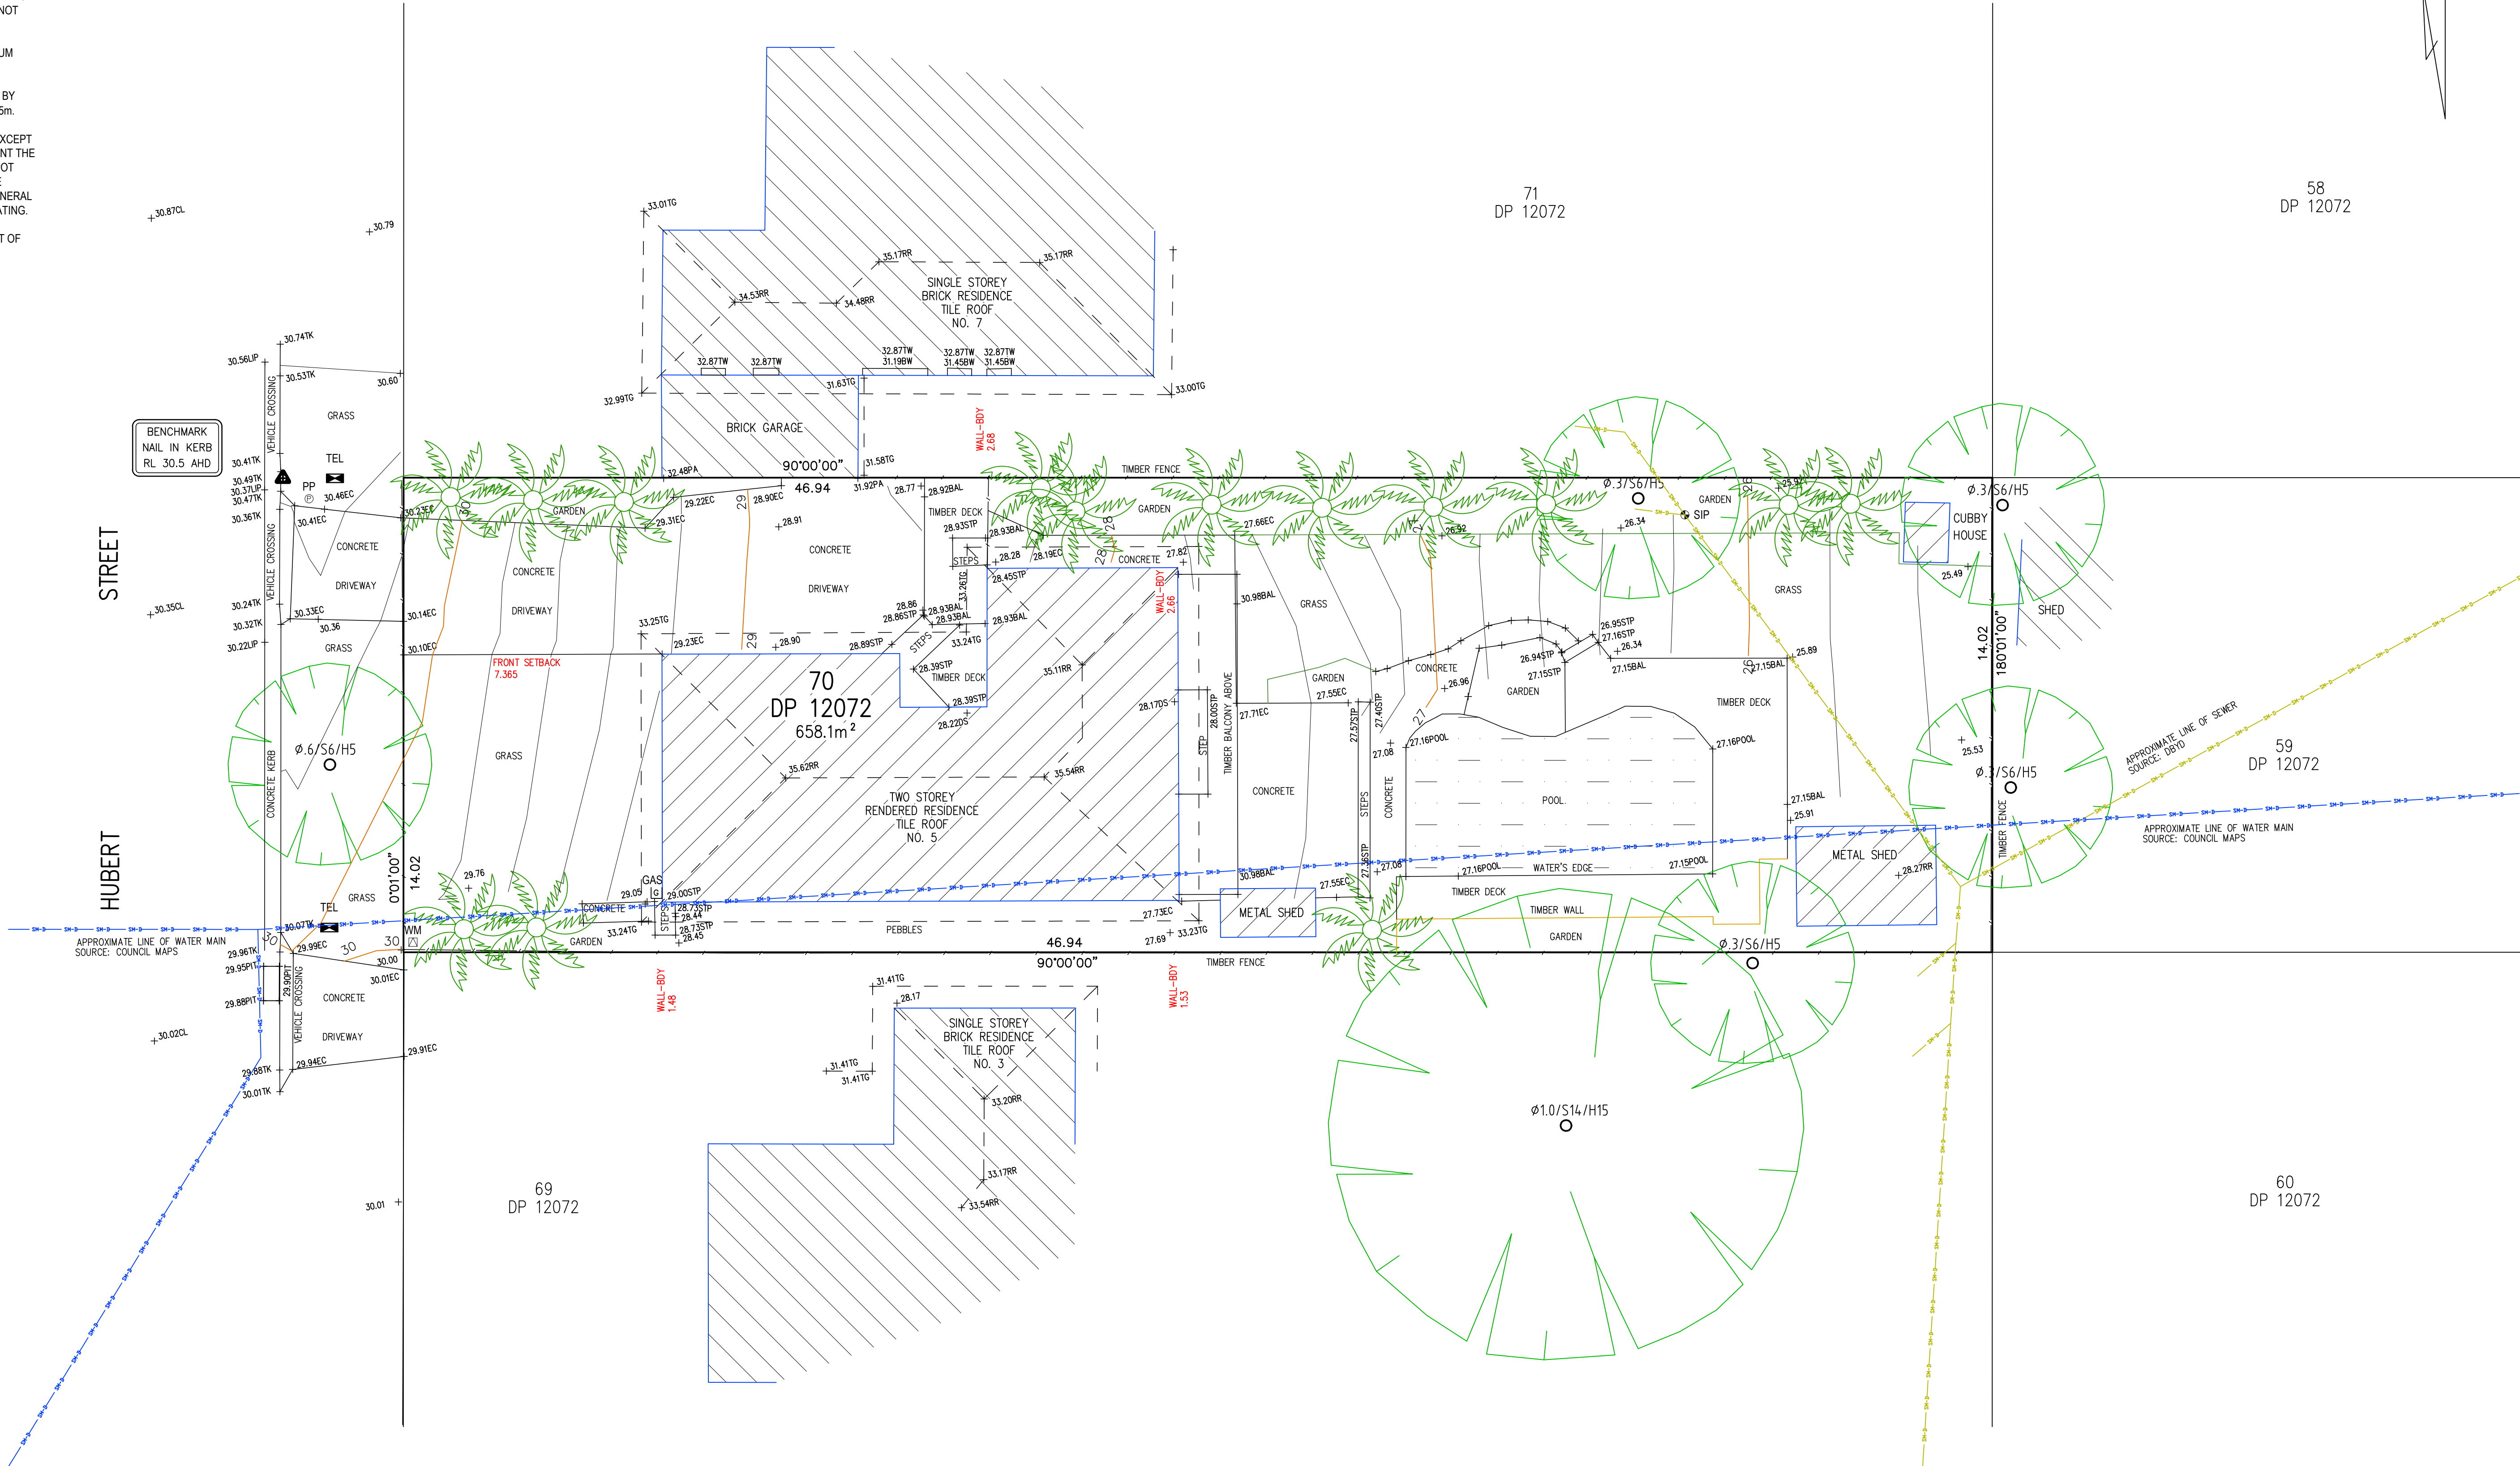 NOT
UM
BY
5m.
XCEPT
NT THE
OT
E
NERAL
ATING.
T OF
30.87CL
30.79
33.01TG
35.17RR
35.17RR
34.53RR
34.48RR
SINGLE STOREY
BRICK RESIDENCE
TILE ROOF
NO. 7
71
DP 12072
58
DP 12072
30.74TK
30.56LIP
30.53TK
30.60
VEHICLE CROSSING
GRASS
32.87TW
32.87TW
32.87TW
31.19BW
32.87TW
31.45BW
32.87TW
31.45BW
31.63TG
32.99TG
33.00TG
BENCHMARK
NAIL IN KERB
RL 30.5 AHD
BRICK GARAGE
WALL-BDY
2.68
30.41TK
30.49TK
30.37LIP
30.47TK
30.36TK
TEL
PP
P
30.46EC
30.41EC
30.23EC
32.48PA
90°00'00"
46.94
31.58TG
31.92PA
TIMBER FENCE
Ø.3/S6/H5
Ø.3/S6/H5
30
GARDEN
29.22EC
29.31EC
29
28.90EC
28.91
28.77
28.92BAL
TIMBER DECK
28.93STP
28.93BAL
STEPS
28.28
28.19EC
28
28
GARDEN
27.66EC
27.82
27
26.92
26.34
GARDEN
SIP
26
CUBBY
HOUSE
25.49
SHED
STREET
HUBERT
VEHICLE CROSSING
CONCRETE
DRIVEWAY
CONCRETE
DRIVEWAY
CONCRETE
DRIVEWAY
CONCRETE
28.45STP
33.26TG
WALL-BDY
2.66
30.98BAL
GRASS
GRASS
30.35CL
30.24TK
30.32TK
30.22LIP
30.33EC
30.36
30.14EC
30.10EC
GRASS
FRONT SETBACK
7.365
33.25TG
29.23EC
29
28.90
28.86
28.86STP
28.93BAL
28.93BAL
28.93BAL
28.89STP
STEPS
33.24TG
28.39STP
TIMBER DECK
28.39STP
28.22DS
35.11RR
70
DP 12072
658.1m²
26.95STP
27.16STP
26.94STP
27.15STP
26.34
27.15BAL
27.15BAL
26
25.89
CONCRETE
26.96
27
GARDEN
GARDEN
27.55EC
27.71EC
28.17DS
28.00STP
STEP
TIMBER BALCONY ABOVE
27.57STP
27.40STP
27.08
27.16POOL
27.16POOL
TIMBER DECK
14.02
180°01'00"
25.53
APPROXIMATE LINE OF SEWER
SOURCE: DBYD
59
DP 12072
Ø.6/S6/H5
GRASS
35.62RR
35.54RR
TWO STOREY
RENDERED RESIDENCE
TILE ROOF
NO. 5
CONCRETE
STEPS
CONCRETE
POOL
27.15BAL
25.91
Ø.3/S6/H5
CONCRETE KERB
TIMBER FENCE
APPROXIMATE LINE OF WATER MAIN
SOURCE: COUNCIL MAPS
METAL SHED
28.27RR
0°01'00"
14.02
GRASS
29.76
GAS
G
29.05
29.00STP
CONCRETE
STEPS
28.73STP
28.44
28.73STP
28.45
33.24TG
30.98BAL
27.55EC
27.36STP
27.08
27.16POOL
WATER'S EDGE
27.15POOL
TIMBER DECK
TIMBER WALL
GARDEN
METAL SHED
TEL
30.07TK
WM
30
30
30
GARDEN
PEBBLES
27.73EC
33.23TG
27.69
46.94
90°00'00"
TIMBER FENCE
Ø.3/S6/H5
APPROXIMATE LINE OF WATER MAIN
SOURCE: COUNCIL MAPS
29.96TK
29.99EC
29.95PIT
29.90PIT
29.88PIT
30.00
30.01EC
VEHICLE CROSSING
CONCRETE
DRIVEWAY
WALL-BDY
1.48
WALL-BDY
1.53
31.41TG
28.17
SINGLE STOREY
BRICK RESIDENCE
TILE ROOF
NO. 3
30.02CL
29.94EC
29.91EC
29.88TK
30.01TK
31.41TG
31.41TG
33.20RR
Ø1.0/S14/H15
33.17RR
33.54RR
30.01
69
DP 12072
60
DP 12072